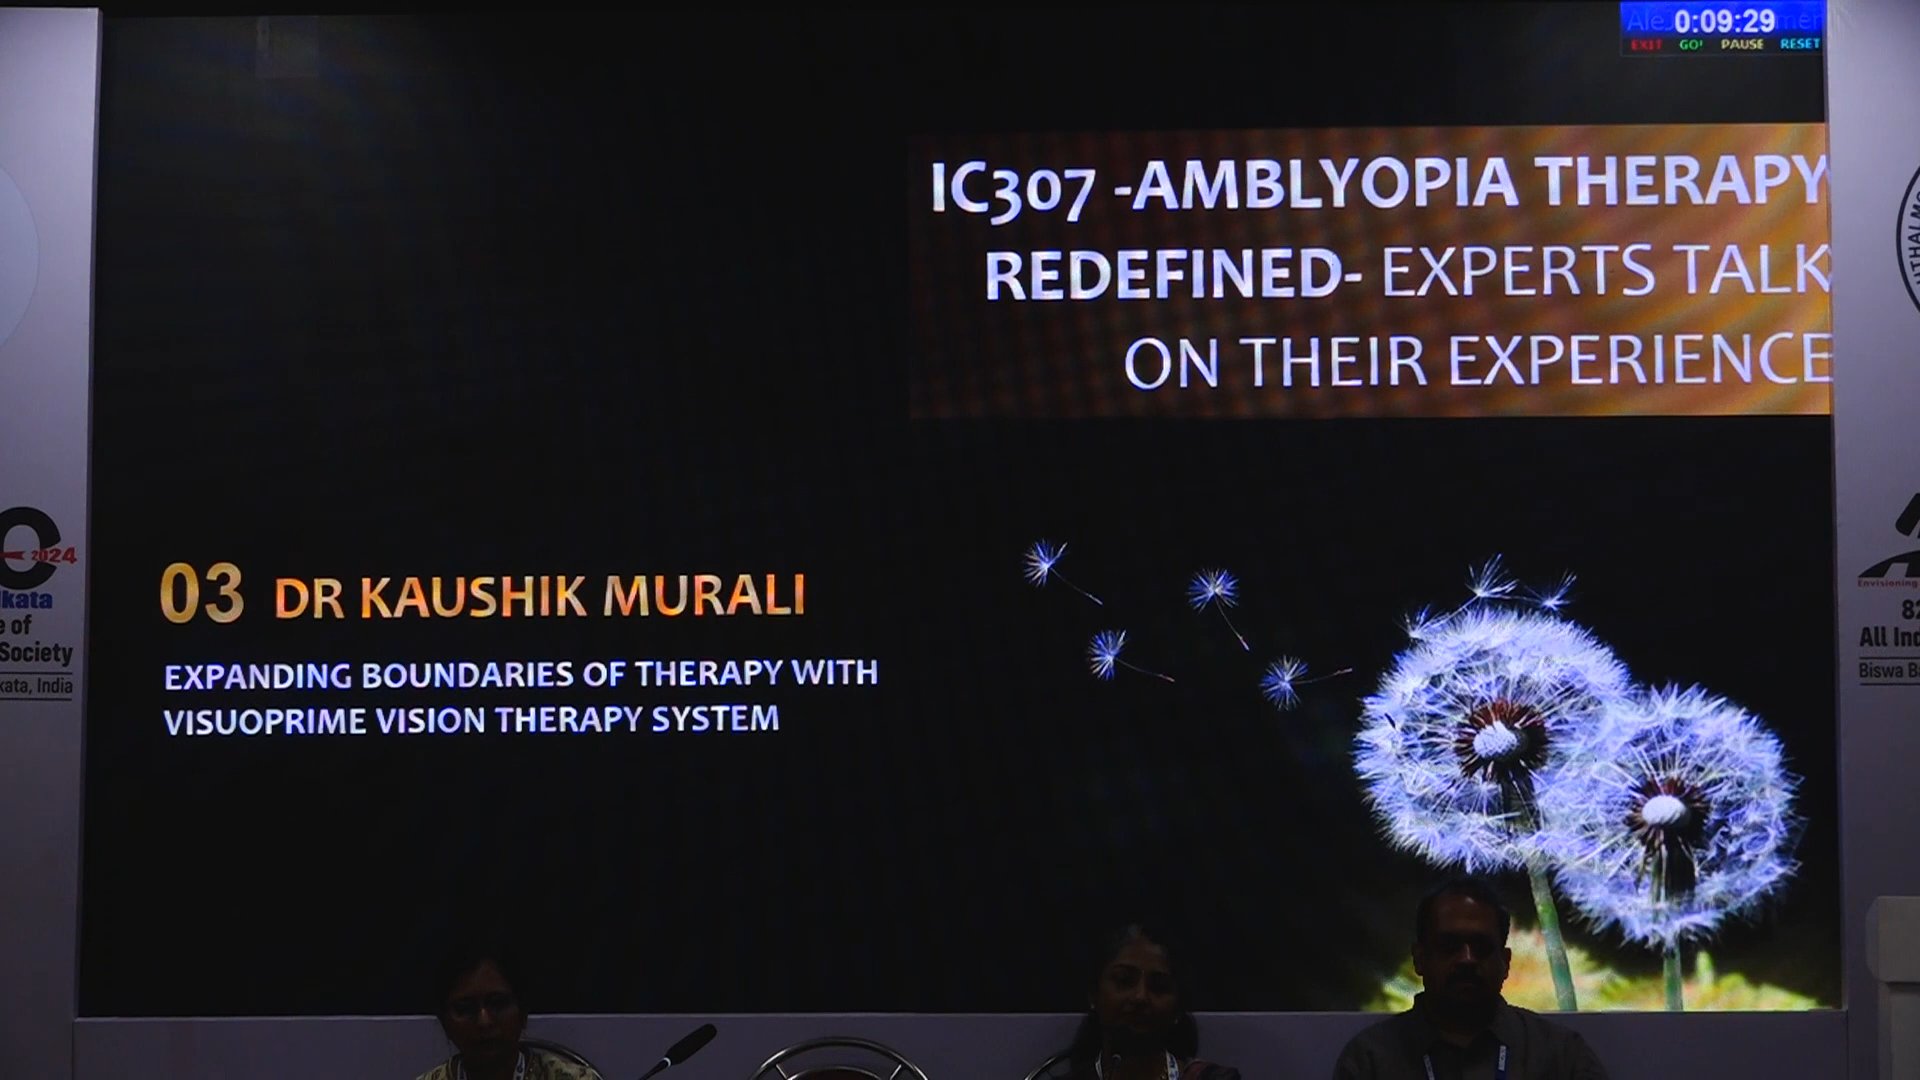 0:09:29
EXIT GO! PAUSE RESET
IC307 -AMBLYOPIA THERAPY
REDEFINED- EXPERTS TALK
ON THEIR EXPERIENCE
03 DR KAUSHIK MURALI
EXPANDING BOUNDARIES OF THERAPY WITH
VISUOPRIME VISION THERAPY SYSTEM
2024
lkata
e of
Society
kata, India
Envisioning
82
All Ind
Biswa B